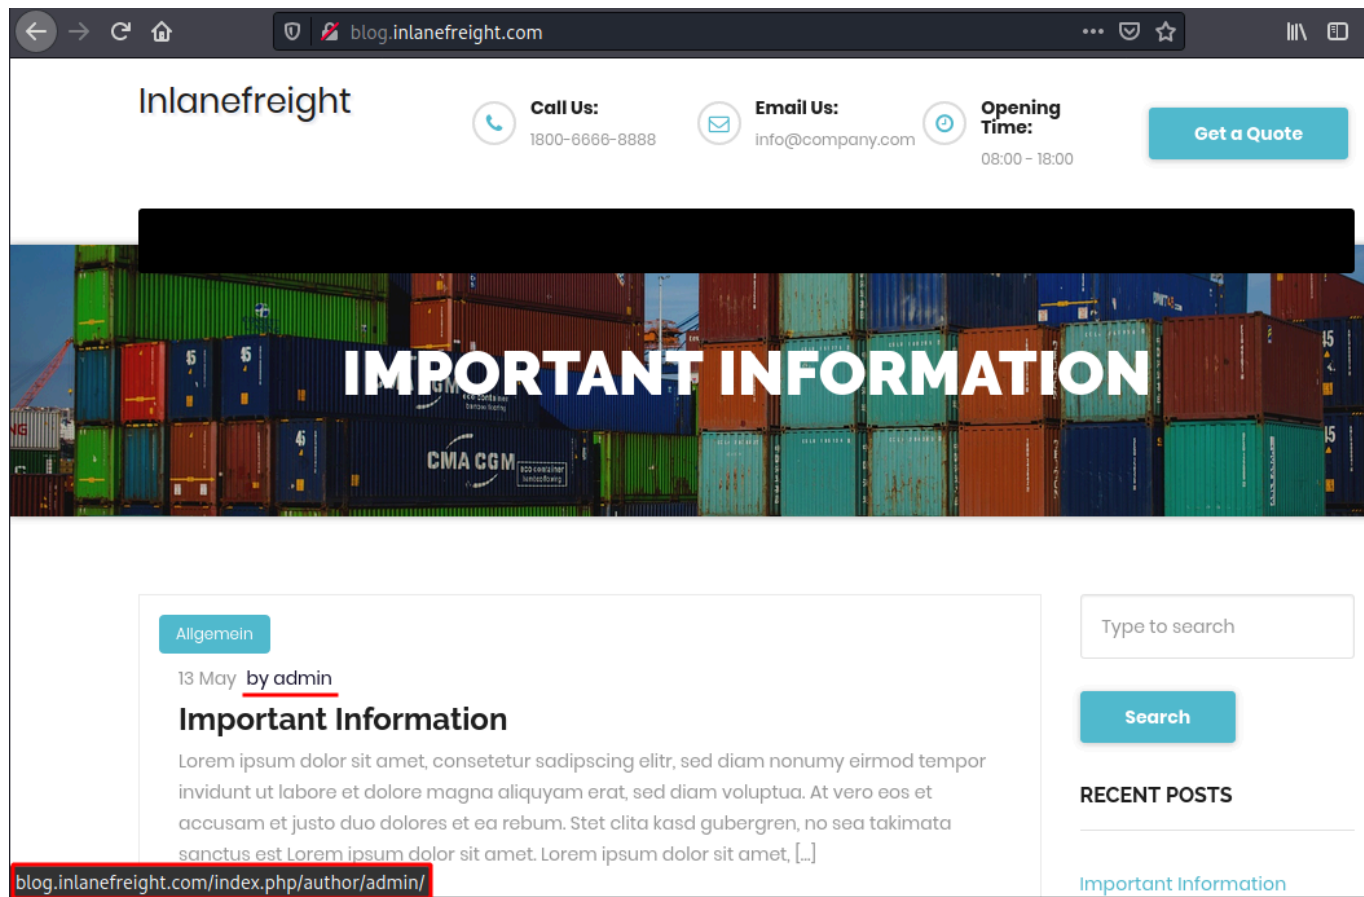 blog.inlanefreight.com
Inlanefreight
Call Us:
1800-6666-8888
Email Us:
info@company.com
Opening
Time:
08:00 - 18:00
Get a Quote
IMPORTANT INFORMATION
CMA CGM
45
45
45
45
45
Allgemein
13 May by admin
Important Information
Lorem ipsum dolor sit amet, consetetur sadipscing elitr, sed diam nonumy eirmod tempor
invidunt ut labore et dolore magna aliquyam erat, sed diam voluptua. At vero eos et
accusam et justo duo dolores et ea rebum. Stet clita kasd gubergren, no sea takimata
sanctus est Lorem ipsum dolor sit amet. Lorem ipsum dolor sit amet, [...]
blog.inlanefreight.com/index.php/author/admin/
Type to search
Search
RECENT POSTS
Important Information